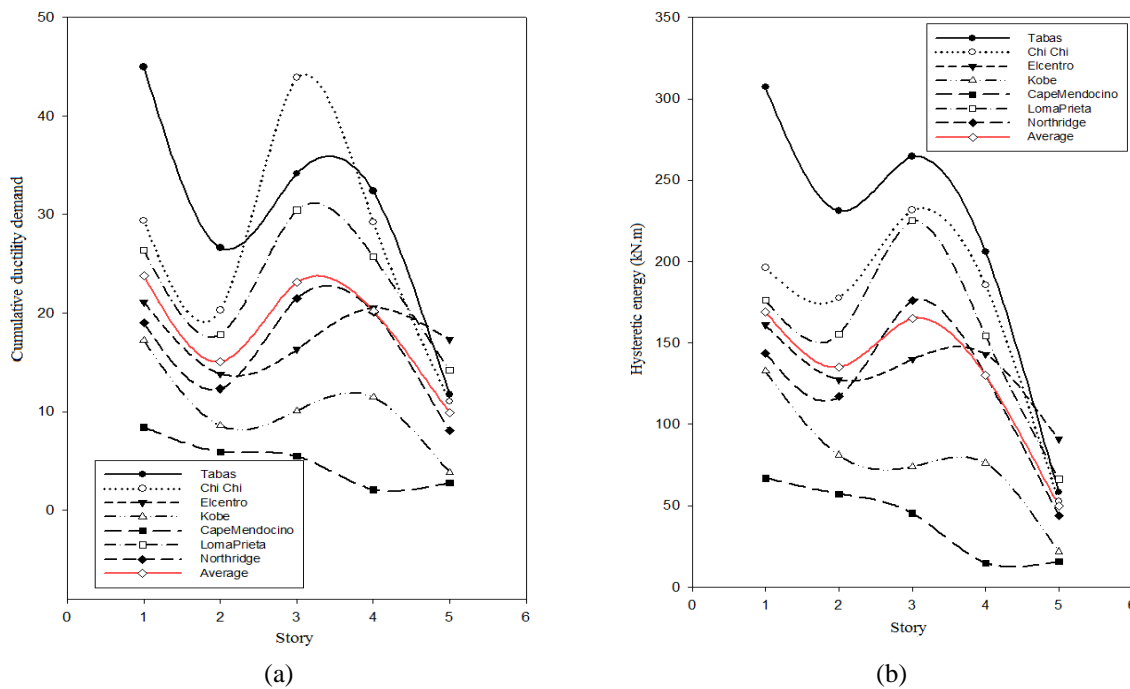 50
40
30
20
10
0
Cumulative ductility demand
Tabas
Chi Chi
Elcentro
Kobe
CapeMendocino
LomaPrieta
Northridge
Average
0 1 2 3 4 5 6
Story
(a)
350
300
250
200
150
100
50
0
Hysteretic energy (kN.m)
Tabas
Chi Chi
Elcentro
Kobe
CapeMendocino
LomaPrieta
Northridge
Average
0 1 2 3 4 5 6
Story
(b)